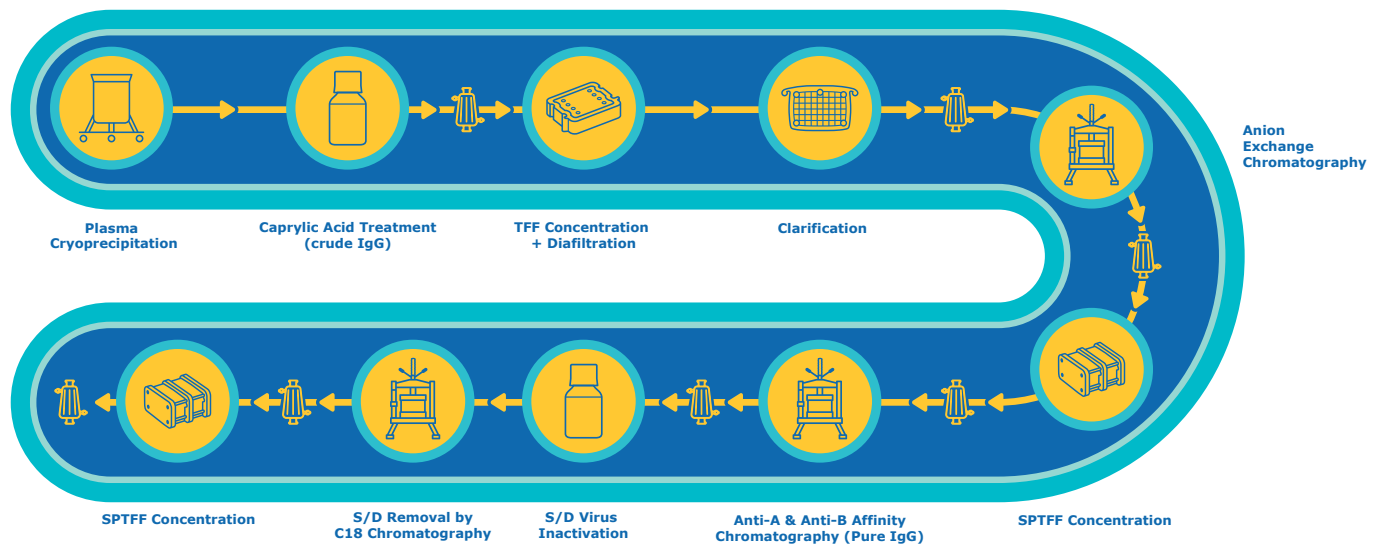 Plasma
Cryoprecipitation
Caprylic Acid Treatment
(crude IgG)
TFF Concentration
+ Diafiltration
Clarification
Anion
Exchange
Chromatography
SPTFF Concentration
Anti-A & Anti-B Affinity
Chromatography (Pure IgG)
S/D Virus
Inactivation
S/D Removal by
C18 Chromatography
SPTFF Concentration